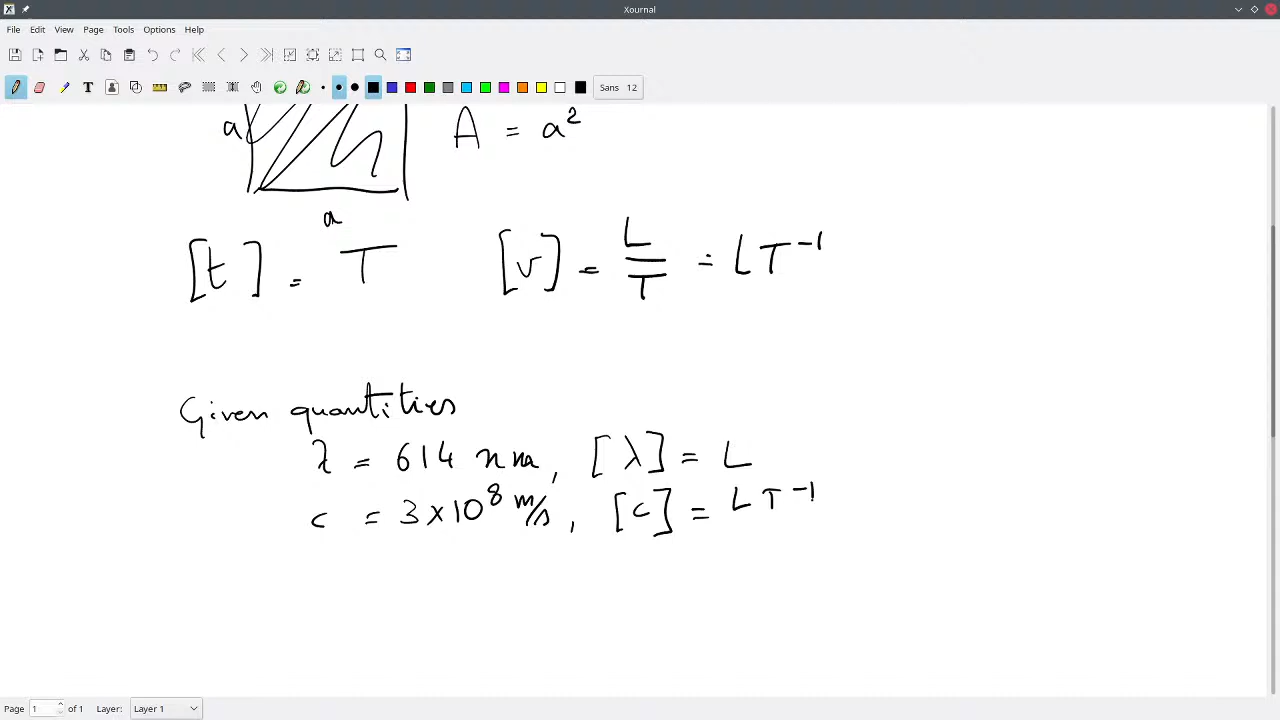 Xournal
File Edit View Page Tools Options Help
Sans 12
a A = a²
a
[t] = T [v] = L/T = LT⁻¹
Given quantities
λ = 614 nm, [λ] = L
c = 3×10⁸ m/s, [c] = LT⁻¹
Page 1 of 1 Layer: Layer 1